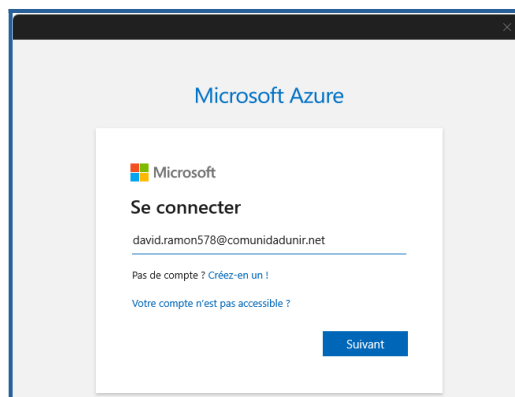 Microsoft Azure
Microsoft
Se connecter
david.ramon578@comunidadunir.net
Pas de compte ? Créez-en un !
Votre compte n'est pas accessible ?
Suivant